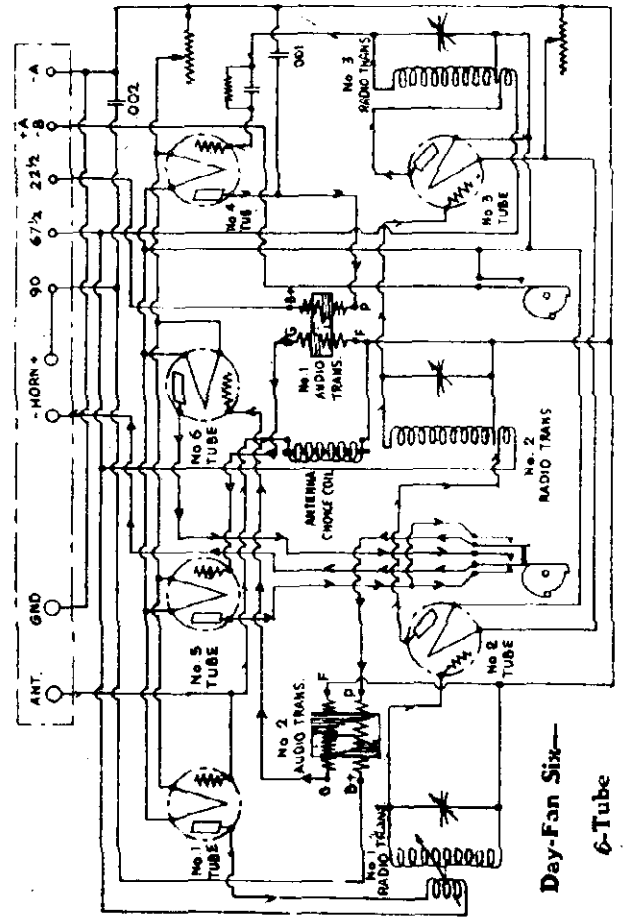 -A
+A
-B
22½
67½
90
- HORN +
GND
ANT.
.002
.001
No 4
TUB
No 6
TUBE
No 5
TUBE
No 1
TUBE
B+
P
G
F
No. 1
AUDIO
TRANS.
ANTENNA
CHOKE COIL
No 2
AUDIO TRANS.
F
P
G
B+
No 3
RADIO TRANS
No 3
TUBE
No. 2
RADIO TRANS
No 2
TUBE
No 1
RADIO TRANS
Day-Fan Six—
6-Tube